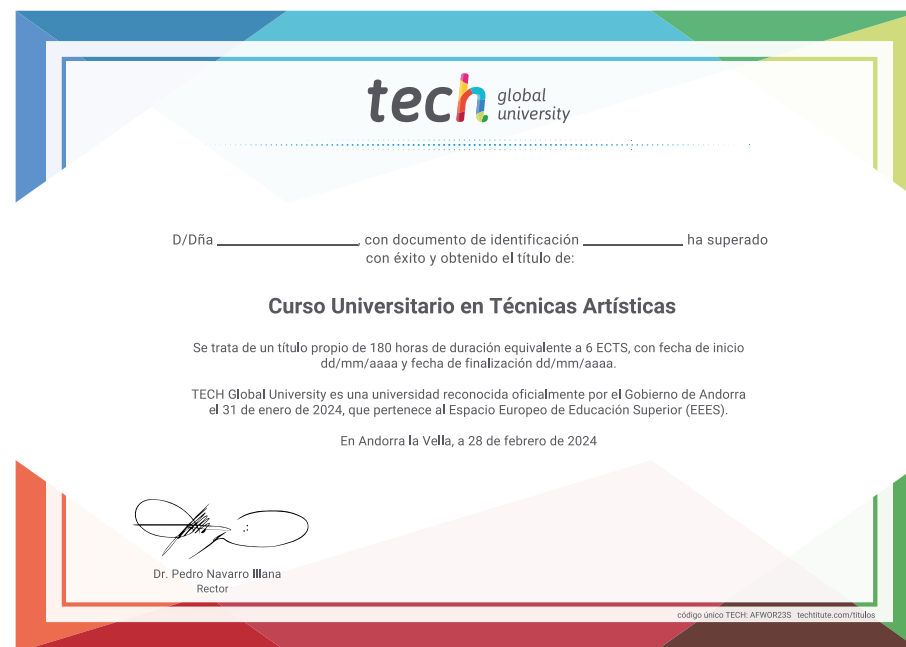 tech global university
D/Dña ____________________, con documento de identificación ______________ ha superado
con éxito y obtenido el título de:
Curso Universitario en Técnicas Artísticas
Se trata de un título propio de 180 horas de duración equivalente a 6 ECTS, con fecha de inicio
dd/mm/aaaa y fecha de finalización dd/mm/aaaa.
TECH Global University es una universidad reconocida oficialmente por el Gobierno de Andorra
el 31 de enero de 2024, que pertenece al Espacio Europeo de Educación Superior (EEES).
En Andorra la Vella, a 28 de febrero de 2024
Dr. Pedro Navarro Illana
Rector
código único TECH: AFWOR23S techtitute.com/titulos